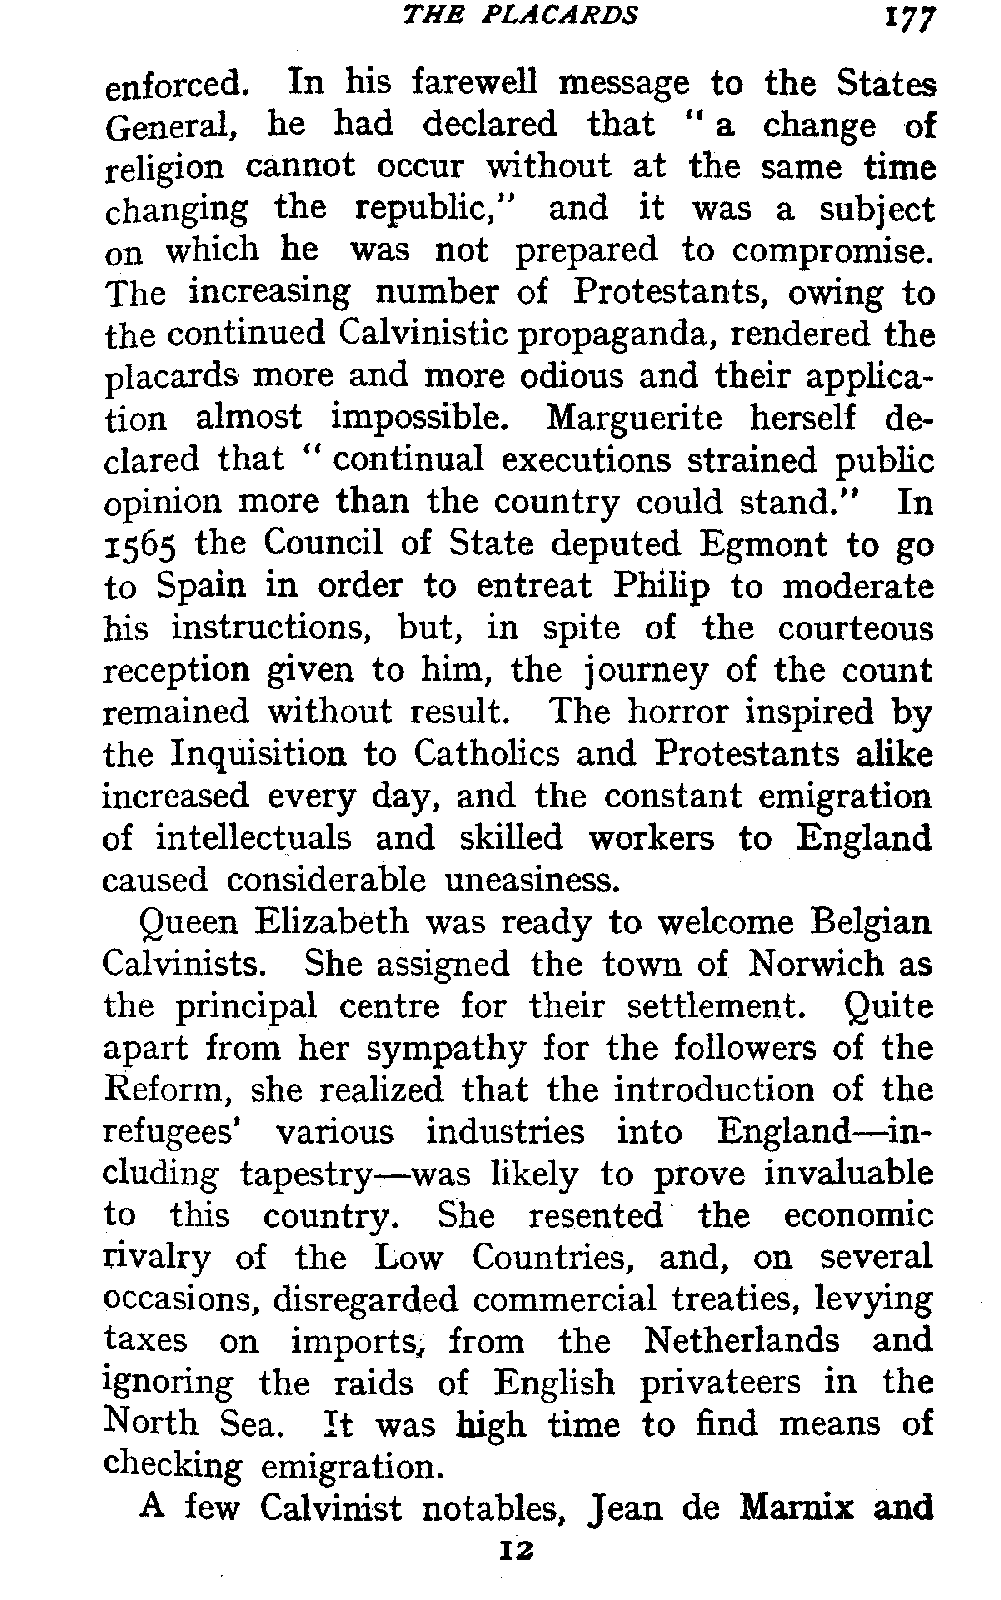 THE PLACARDS 177
enforced. In his farewell message to the States
General, he had declared that " a change of
religion cannot occur without at the same time
changing the republic," and it was a subject
on which he was not prepared to compromise.
The increasing number of Protestants, owing to
the continued Calvinistic propaganda, rendered the
placards more and more odious and their applica-
tion almost impossible. Marguerite herself de-
clared that " continual executions strained public
opinion more than the country could stand." In
1565 the Council of State deputed Egmont to go
to Spain in order to entreat Philip to moderate
his instructions, but, in spite of the courteous
reception given to him, the journey of the count
remained without result. The horror inspired by
the Inquisition to Catholics and Protestants alike
increased every day, and the constant emigration
of intellectuals and skilled workers to England
caused considerable uneasiness.
Queen Elizabeth was ready to welcome Belgian
Calvinists. She assigned the town of Norwich as
the principal centre for their settlement. Quite
apart from her sympathy for the followers of the
Reform, she realized that the introduction of the
refugees' various industries into England—in-
cluding tapestry—was likely to prove invaluable
to this country. She resented the economic
rivalry of the Low Countries, and, on several
occasions, disregarded commercial treaties, levying
taxes on imports, from the Netherlands and
ignoring the raids of English privateers in the
North Sea. It was high time to find means of
checking emigration.
A few Calvinist notables, Jean de Marnix and
12